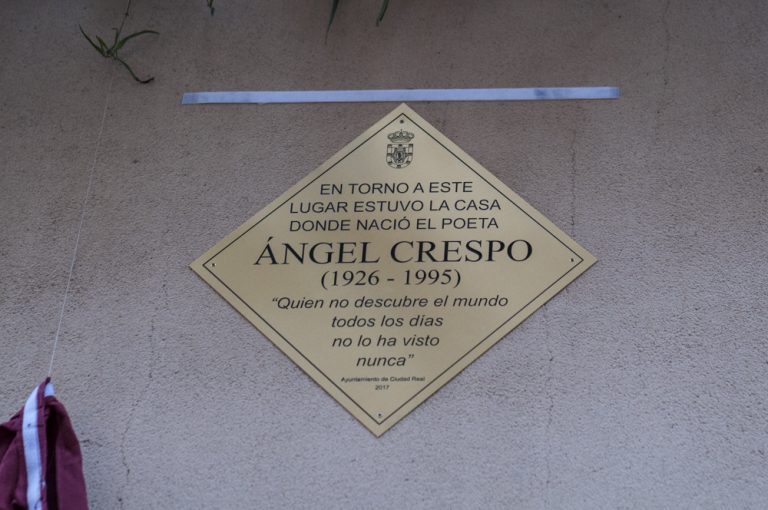 EN TORNO A ESTE
LUGAR ESTUVO LA CASA
DONDE NACIÓ EL POETA
ÁNGEL CRESPO
(1926 - 1995)
“Quien no descubre el mundo
todos los días
no lo ha visto
nunca”
Ayuntamiento de Ciudad Real
2017